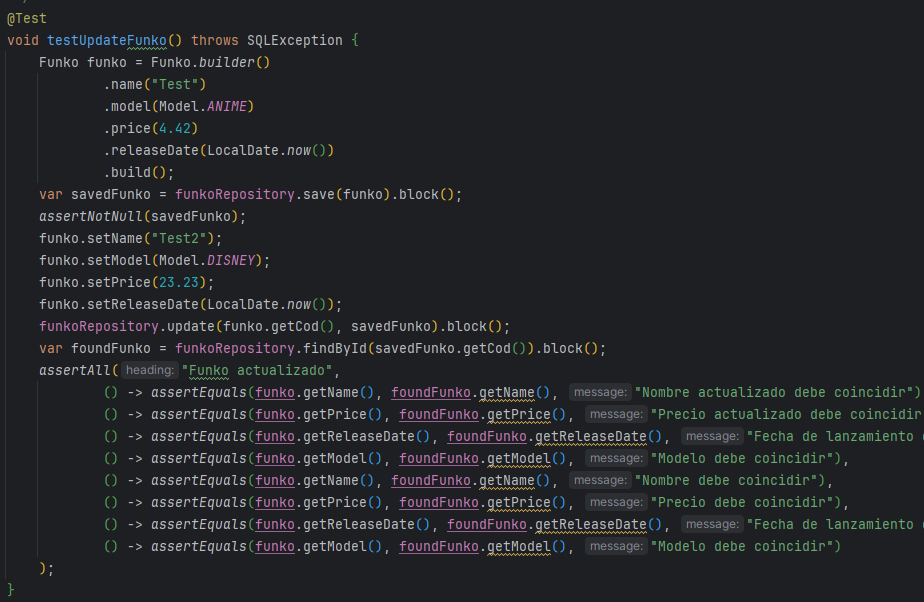 @Test
void testUpdateFunko() throws SQLException {
    Funko funko = Funko.builder()
            .name("Test")
            .model(Model.ANIME)
            .price(4.42)
            .releaseDate(LocalDate.now())
            .build();
    var savedFunko = funkoRepository.save(funko).block();
    assertNotNull(savedFunko);
    funko.setName("Test2");
    funko.setModel(Model.DISNEY);
    funko.setPrice(23.23);
    funko.setReleaseDate(LocalDate.now());
    funkoRepository.update(funko.getCod(), savedFunko).block();
    var foundFunko = funkoRepository.findById(savedFunko.getCod()).block();
    assertAll( heading: "Funko actualizado",
            () -> assertEquals(funko.getName(), foundFunko.getName(), message: "Nombre actualizado debe coincidir")
            () -> assertEquals(funko.getPrice(), foundFunko.getPrice(), message: "Precio actualizado debe coincidir
            () -> assertEquals(funko.getReleaseDate(), foundFunko.getReleaseDate(), message: "Fecha de lanzamiento
            () -> assertEquals(funko.getModel(), foundFunko.getModel(), message: "Modelo debe coincidir"),
            () -> assertEquals(funko.getName(), foundFunko.getName(), message: "Nombre debe coincidir"),
            () -> assertEquals(funko.getPrice(), foundFunko.getPrice(), message: "Precio debe coincidir"),
            () -> assertEquals(funko.getReleaseDate(), foundFunko.getReleaseDate(), message: "Fecha de lanzamiento
            () -> assertEquals(funko.getModel(), foundFunko.getModel(), message: "Modelo debe coincidir")
    );
}